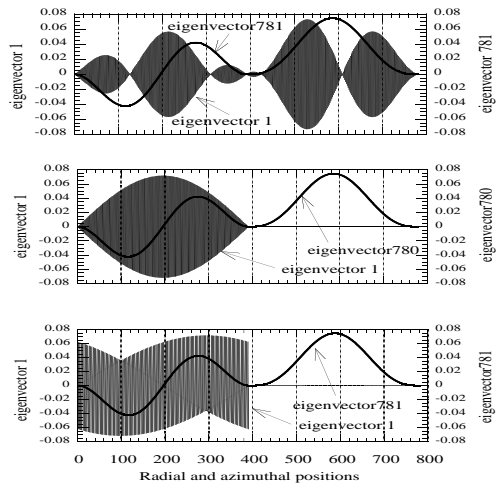 0.08 0.08
0.06 eigenvector781 0.06
0.04 0.04
0.02 0.02
0 0
-0.02 -0.02
-0.04 -0.04
-0.06 eigenvector 1 -0.06
-0.08 -0.08
eigenvector 1
eigenvector 781
0.08 0.08
0.06 0.06
0.04 0.04
0.02 0.02
0 0
-0.02 eigenvector780 -0.02
-0.04 -0.04
-0.06 eigenvector 1 -0.06
-0.08 -0.08
eigenvector 1
eigenvector780
0.08 0.08
0.06 0.06
0.04 0.04
0.02 0.02
0 0
-0.02 eigenvector781 -0.02
-0.04 -0.04
-0.06 eigenvector 1 -0.06
-0.08 -0.08
eigenvector 1
eigenvector781
0 100 200 300 400 500 600 700 800
Radial and azimuthal positions